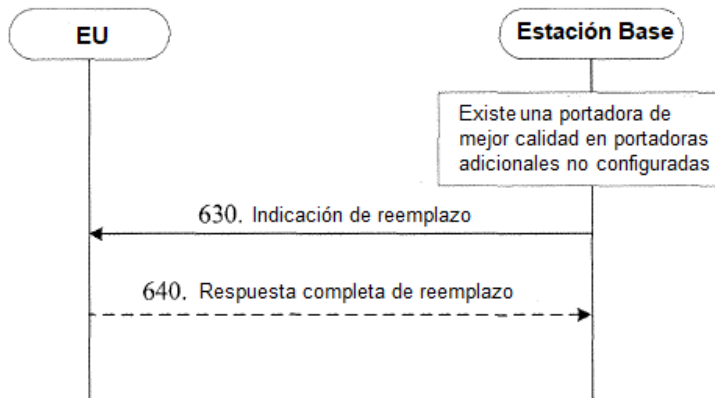 EU
Estación Base
Existe una portadora de
mejor calidad en portadoras
adicionales no configuradas
630. Indicación de reemplazo
640. Respuesta completa de reemplazo